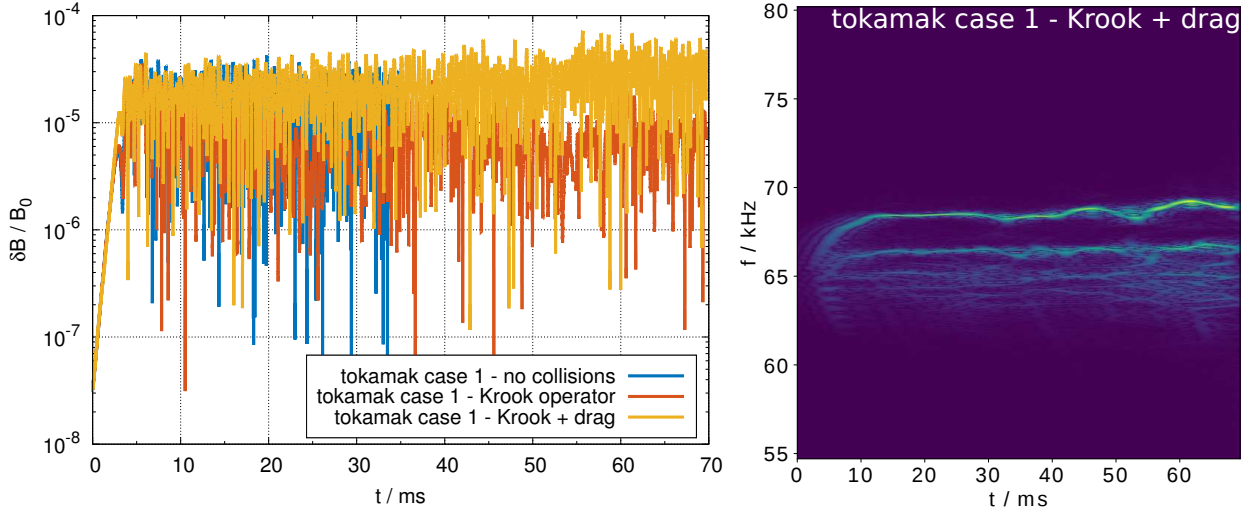 10⁻⁴
10⁻⁵
10⁻⁶
10⁻⁷
10⁻⁸
δB / B₀
tokamak case 1 - no collisions
tokamak case 1 - Krook operator
tokamak case 1 - Krook + drag
0 10 20 30 40 50 60 70
t / ms
tokamak case 1 - Krook + drag
80
75
70
65
60
55
f / kHz
0 10 20 30 40 50 60
t / ms